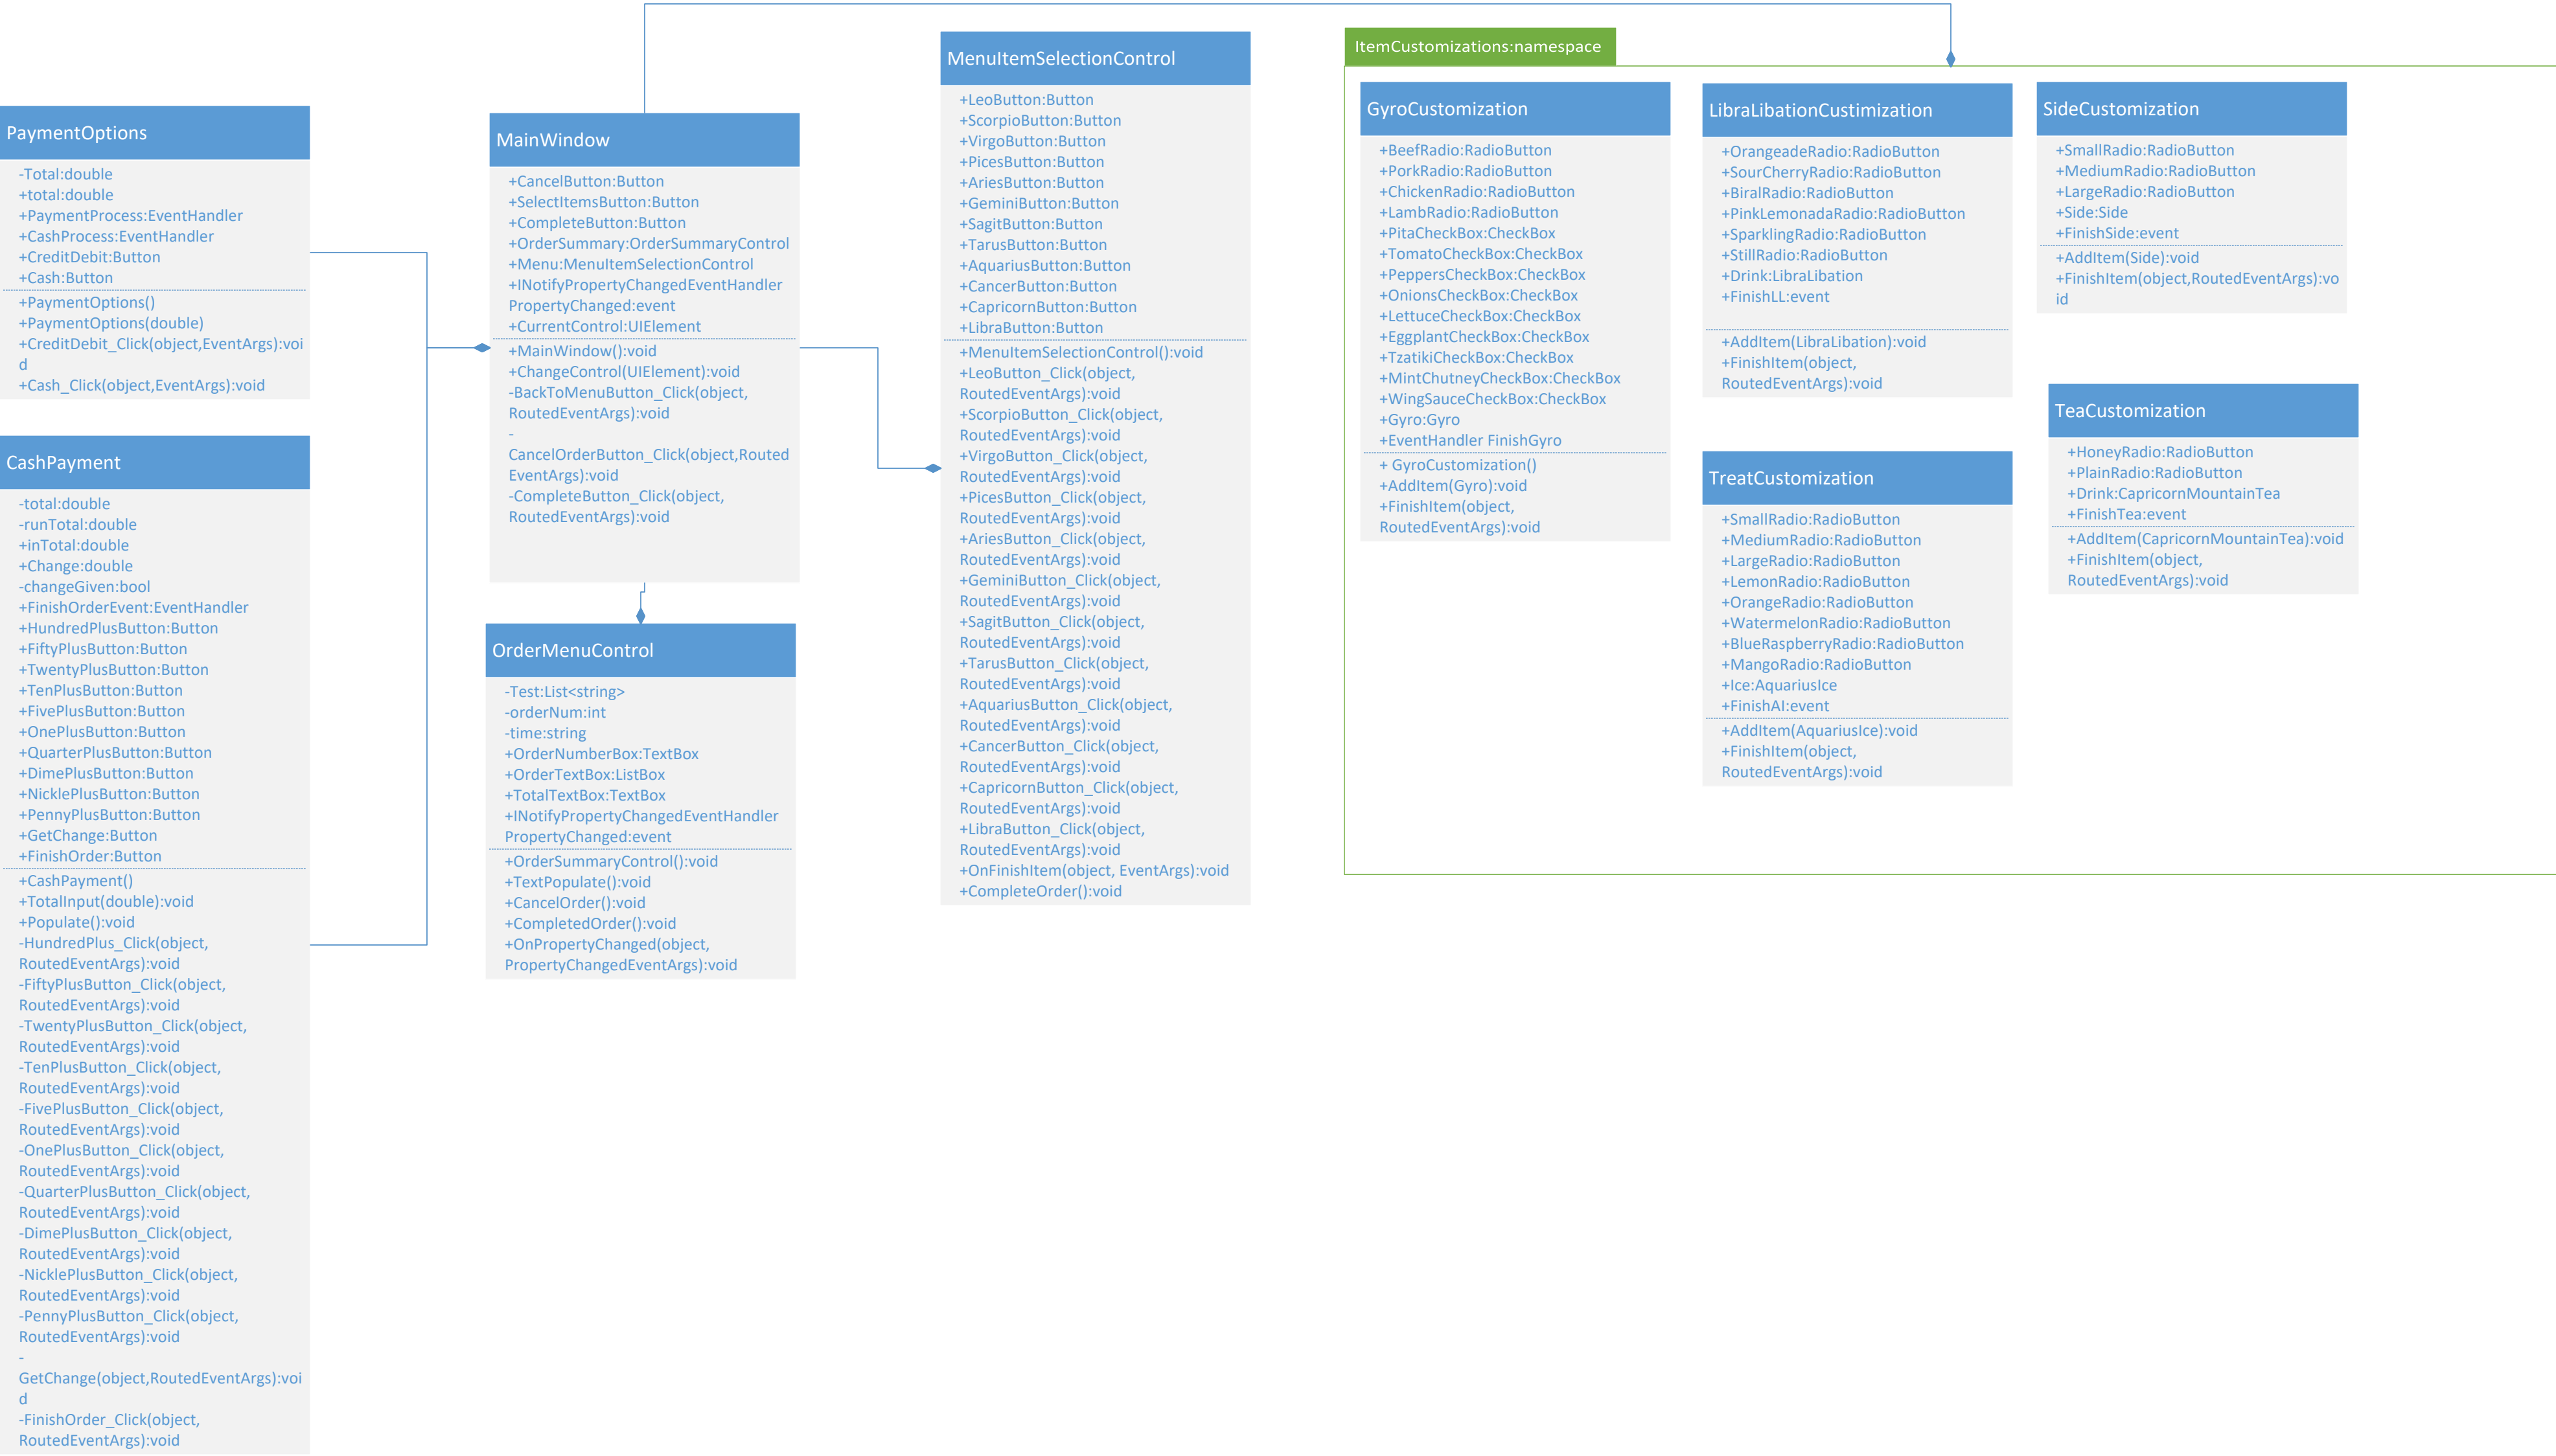 PaymentOptions
-Total:double
+total:double
+PaymentProcess:EventHandler
+CashProcess:EventHandler
+CreditDebit:Button
+Cash:Button
+PaymentOptions()
+PaymentOptions(double)
+CreditDebit_Click(object,EventArgs):voi
d
+Cash_Click(object,EventArgs):void
CashPayment
-total:double
-runTotal:double
+inTotal:double
+Change:double
-changeGiven:bool
+FinishOrderEvent:EventHandler
+HundredPlusButton:Button
+FiftyPlusButton:Button
+TwentyPlusButton:Button
+TenPlusButton:Button
+FivePlusButton:Button
+OnePlusButton:Button
+QuarterPlusButton:Button
+DimePlusButton:Button
+NicklePlusButton:Button
+PennyPlusButton:Button
+GetChange:Button
+FinishOrder:Button
+CashPayment()
+TotalInput(double):void
+Populate():void
-HundredPlus_Click(object,
RoutedEventArgs):void
-FiftyPlusButton_Click(object,
RoutedEventArgs):void
-TwentyPlusButton_Click(object,
RoutedEventArgs):void
-TenPlusButton_Click(object,
RoutedEventArgs):void
-FivePlusButton_Click(object,
RoutedEventArgs):void
-OnePlusButton_Click(object,
RoutedEventArgs):void
-QuarterPlusButton_Click(object,
RoutedEventArgs):void
-DimePlusButton_Click(object,
RoutedEventArgs):void
-NicklePlusButton_Click(object,
RoutedEventArgs):void
-PennyPlusButton_Click(object,
RoutedEventArgs):void
-
GetChange(object,RoutedEventArgs):voi
d
-FinishOrder_Click(object,
RoutedEventArgs):void
MainWindow
+CancelButton:Button
+SelectItemsButton:Button
+CompleteButton:Button
+OrderSummary:OrderSummaryControl
+Menu:MenuItemSelectionControl
+INotifyPropertyChangedEventHandler
PropertyChanged:event
+CurrentControl:UIElement
+MainWindow():void
+ChangeControl(UIElement):void
-BackToMenuButton_Click(object,
RoutedEventArgs):void
-
CancelOrderButton_Click(object,Routed
EventArgs):void
-CompleteButton_Click(object,
RoutedEventArgs):void
OrderMenuControl
-Test:List<string>
-orderNum:int
-time:string
+OrderNumberBox:TextBox
+OrderTextBox:ListBox
+TotalTextBox:TextBox
+INotifyPropertyChangedEventHandler
PropertyChanged:event
+OrderSummaryControl():void
+TextPopulate():void
+CancelOrder():void
+CompletedOrder():void
+OnPropertyChanged(object,
PropertyChangedEventArgs):void
MenuItemSelectionControl
+LeoButton:Button
+ScorpioButton:Button
+VirgoButton:Button
+PicesButton:Button
+AriesButton:Button
+GeminiButton:Button
+SagitButton:Button
+TarusButton:Button
+AquariusButton:Button
+CancerButton:Button
+CapricornButton:Button
+LibraButton:Button
+MenuItemSelectionControl():void
+LeoButton_Click(object,
RoutedEventArgs):void
+ScorpioButton_Click(object,
RoutedEventArgs):void
+VirgoButton_Click(object,
RoutedEventArgs):void
+PicesButton_Click(object,
RoutedEventArgs):void
+AriesButton_Click(object,
RoutedEventArgs):void
+GeminiButton_Click(object,
RoutedEventArgs):void
+SagitButton_Click(object,
RoutedEventArgs):void
+TarusButton_Click(object,
RoutedEventArgs):void
+AquariusButton_Click(object,
RoutedEventArgs):void
+CancerButton_Click(object,
RoutedEventArgs):void
+CapricornButton_Click(object,
RoutedEventArgs):void
+LibraButton_Click(object,
RoutedEventArgs):void
+OnFinishItem(object, EventArgs):void
+CompleteOrder():void
ItemCustomizations:namespace
GyroCustomization
+BeefRadio:RadioButton
+PorkRadio:RadioButton
+ChickenRadio:RadioButton
+LambRadio:RadioButton
+PitaCheckBox:CheckBox
+TomatoCheckBox:CheckBox
+PeppersCheckBox:CheckBox
+OnionsCheckBox:CheckBox
+LettuceCheckBox:CheckBox
+EggplantCheckBox:CheckBox
+TzatikiCheckBox:CheckBox
+MintChutneyCheckBox:CheckBox
+WingSauceCheckBox:CheckBox
+Gyro:Gyro
+EventHandler FinishGyro
+ GyroCustomization()
+AddItem(Gyro):void
+FinishItem(object,
RoutedEventArgs):void
LibraLibationCustimization
+OrangeadeRadio:RadioButton
+SourCherryRadio:RadioButton
+BiralRadio:RadioButton
+PinkLemonadaRadio:RadioButton
+SparklingRadio:RadioButton
+StillRadio:RadioButton
+Drink:LibraLibation
+FinishLL:event
+AddItem(LibraLibation):void
+FinishItem(object,
RoutedEventArgs):void
TreatCustomization
+SmallRadio:RadioButton
+MediumRadio:RadioButton
+LargeRadio:RadioButton
+LemonRadio:RadioButton
+OrangeRadio:RadioButton
+WatermelonRadio:RadioButton
+BlueRaspberryRadio:RadioButton
+MangoRadio:RadioButton
+Ice:AquariusIce
+FinishAI:event
+AddItem(AquariusIce):void
+FinishItem(object,
RoutedEventArgs):void
SideCustomization
+SmallRadio:RadioButton
+MediumRadio:RadioButton
+LargeRadio:RadioButton
+Side:Side
+FinishSide:event
+AddItem(Side):void
+FinishItem(object,RoutedEventArgs):vo
id
TeaCustomization
+HoneyRadio:RadioButton
+PlainRadio:RadioButton
+Drink:CapricornMountainTea
+FinishTea:event
+AddItem(CapricornMountainTea):void
+FinishItem(object,
RoutedEventArgs):void